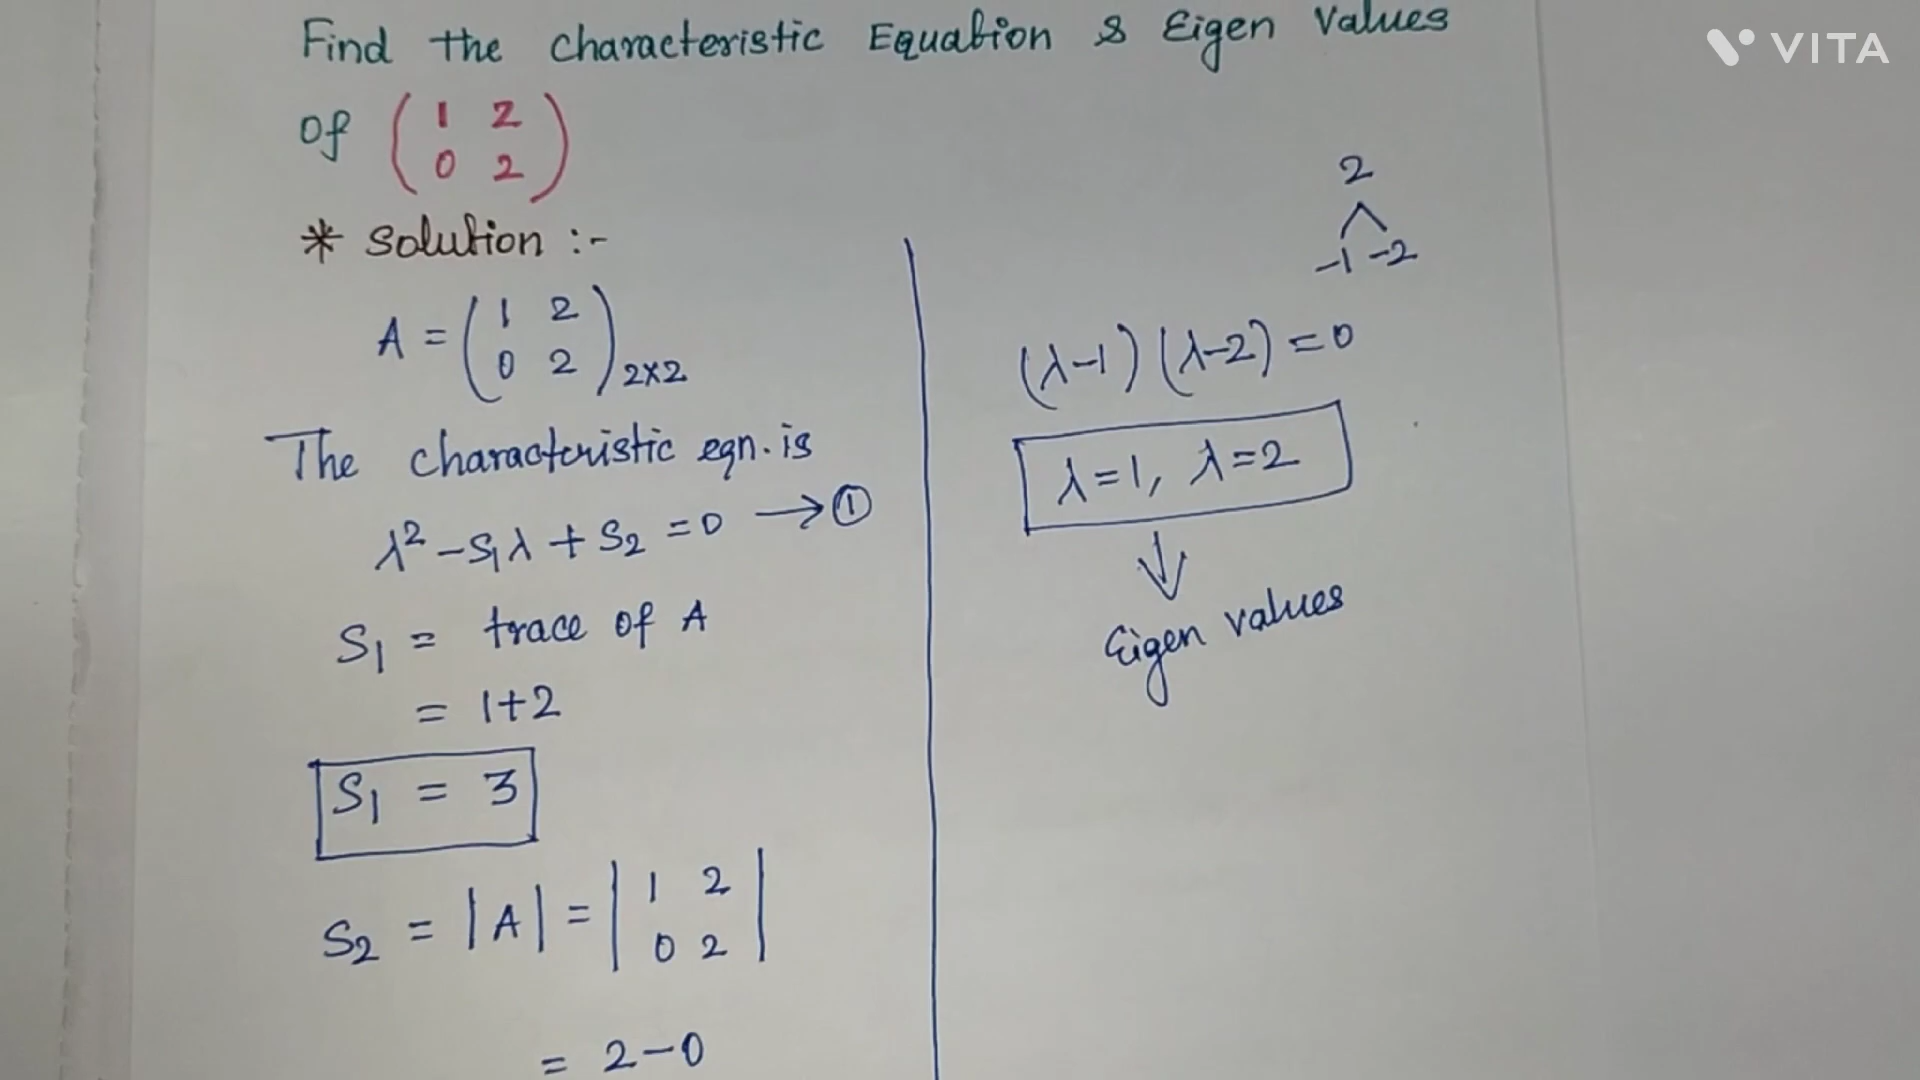 Find the characteristic Equation & Eigen Values
of ( 1 2
0 2 )
* Solution :-
A = ( 1 2
0 2 ) 2×2
The characteristic eqn. is
λ² - S₁λ + S₂ = 0 → ①
S₁ = trace of A
= 1+2
S₁ = 3
S₂ = |A| = | 1 2
0 2 |
= 2-0
2
-1 -2
(λ-1) (λ-2) = 0
λ=1, λ=2
Eigen values
VITA